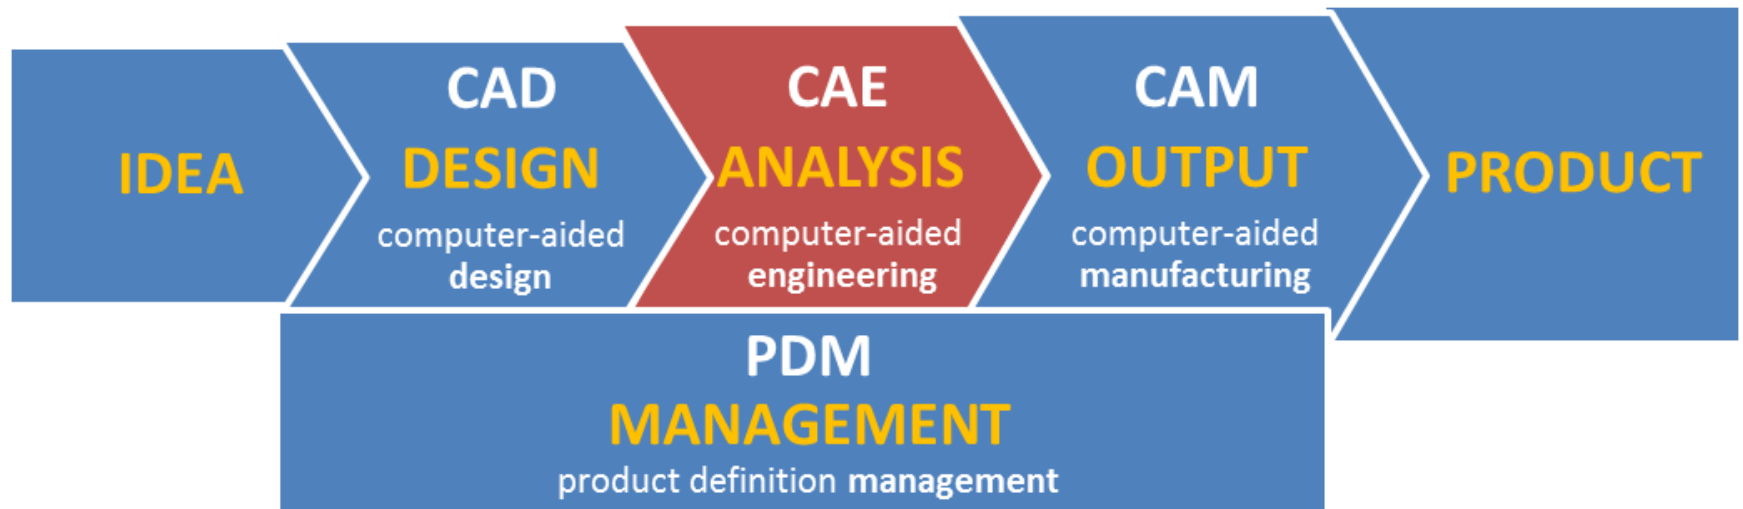 IDEA
CAD
DESIGN
computer-aided
design
CAE
ANALYSIS
computer-aided
engineering
CAM
OUTPUT
computer-aided
manufacturing
PRODUCT
PDM
MANAGEMENT
product definition management